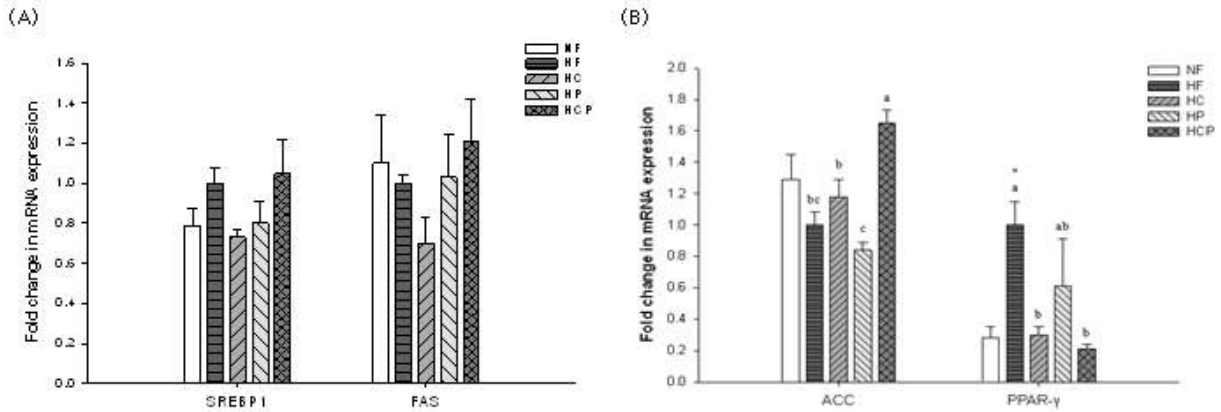 (A)
Fold change in mRNA expression
1.6
1.4
1.2
1.0
0.8
0.6
0.4
0.2
0.0
NF
HF
HC
HP
HCP
SREBP1
FAS
(B)
Fold change in mRNA expression
2.0
1.8
1.6
1.4
1.2
1.0
0.8
0.6
0.4
0.2
0.0
NF
HF
HC
HP
HCP
bc
b
c
a
*
a
b
ab
b
ACC
PPAR-γ